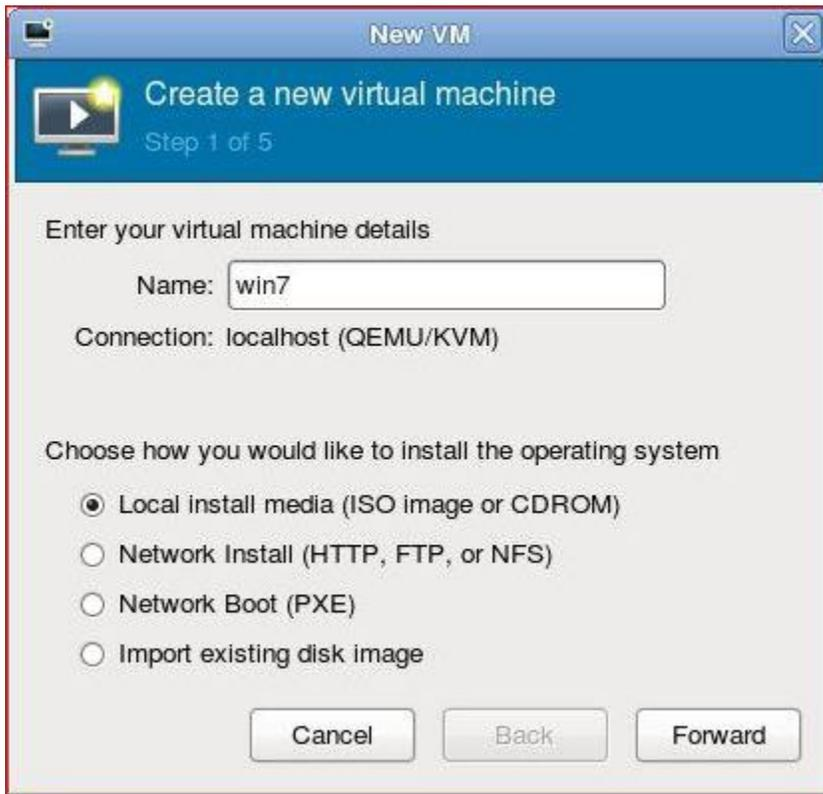 New VM
Create a new virtual machine
Step 1 of 5
Enter your virtual machine details
Name: win7
Connection: localhost (QEMU/KVM)
Choose how you would like to install the operating system
Local install media (ISO image or CDROM)
Network Install (HTTP, FTP, or NFS)
Network Boot (PXE)
Import existing disk image
Cancel Back Forward